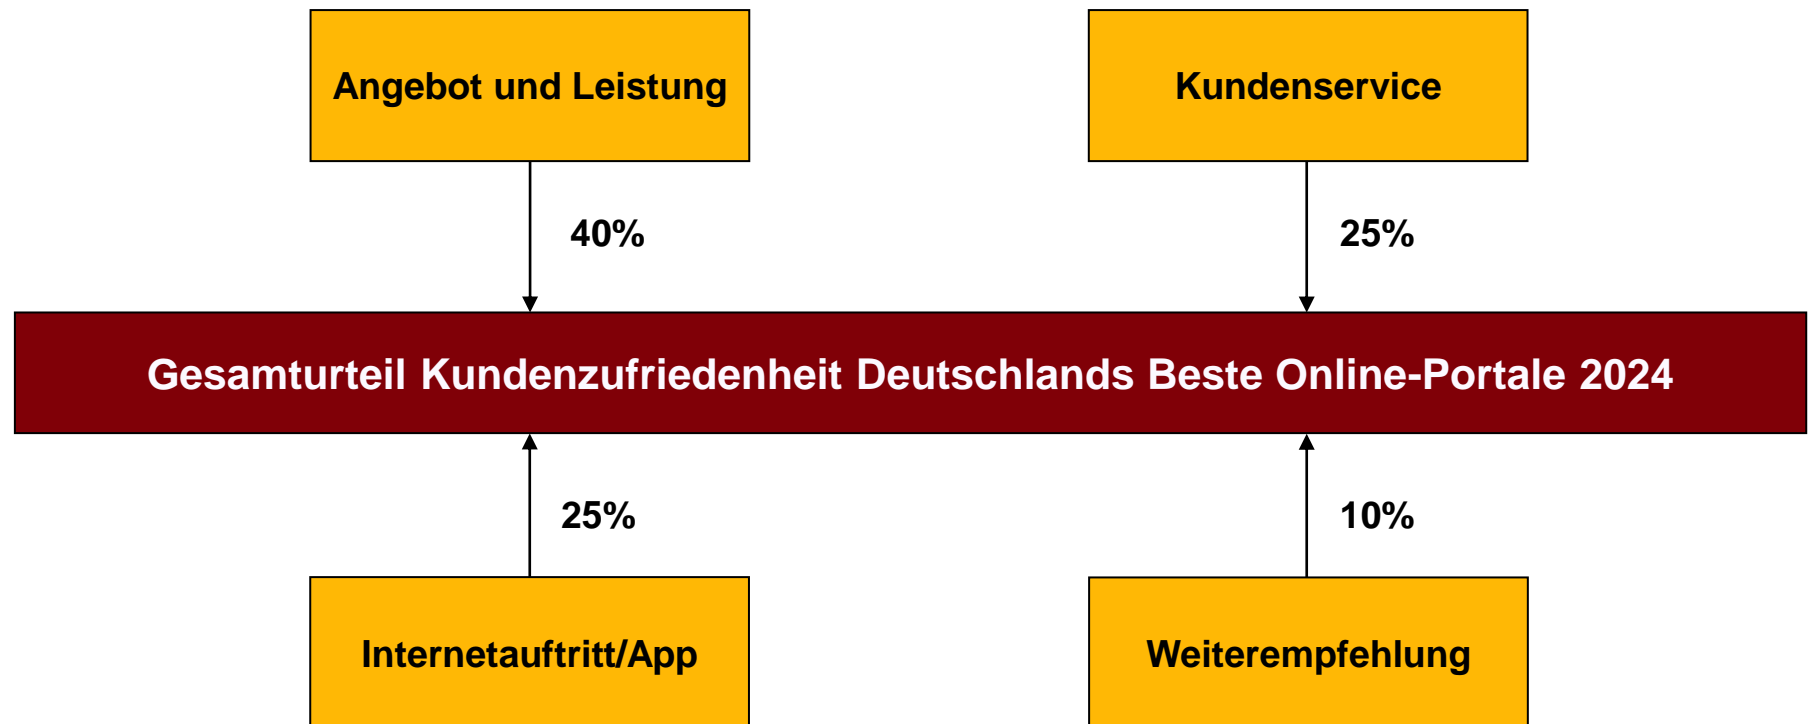 Angebot und Leistung
Kundenservice
40%
25%
Gesamturteil Kundenzufriedenheit Deutschlands Beste Online-Portale 2024
25%
10%
Internetauftritt/App
Weiterempfehlung